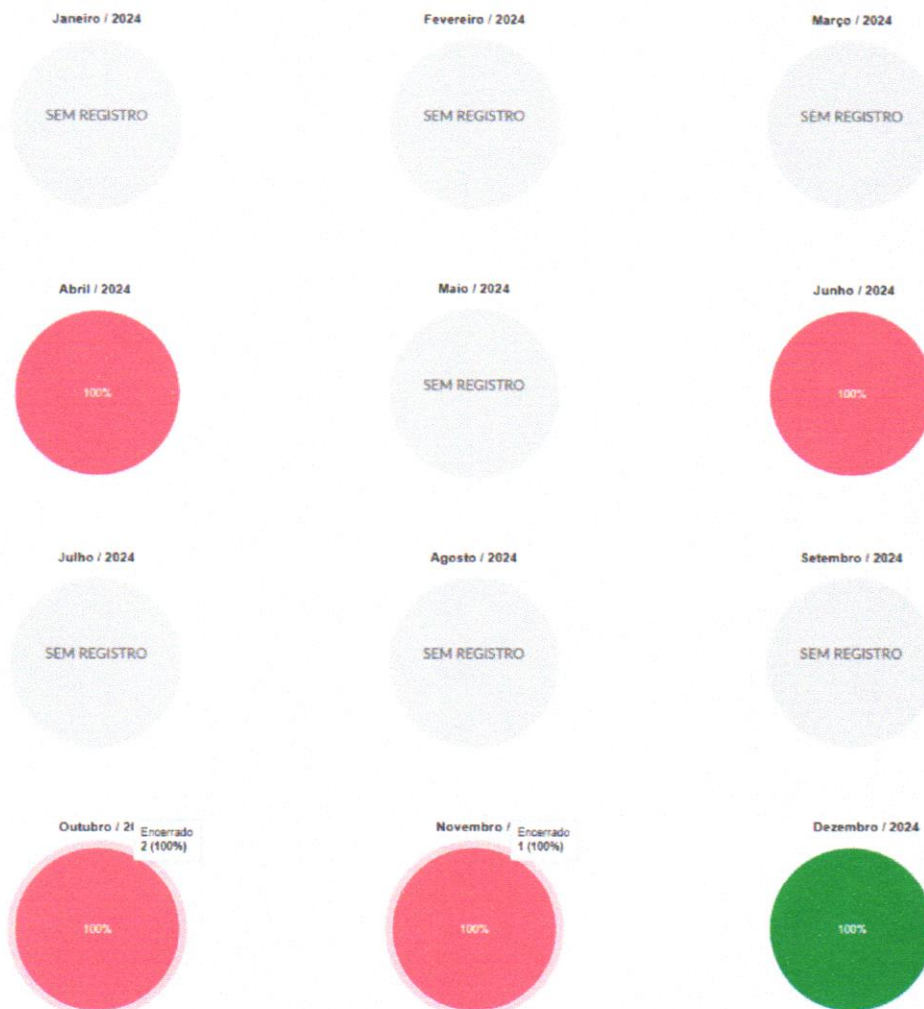 Janeiro / 2024
Fevereiro / 2024
Março / 2024
SEM REGISTRO
SEM REGISTRO
SEM REGISTRO
Abril / 2024
Maio / 2024
Junho / 2024
100%
SEM REGISTRO
100%
Julho / 2024
Agosto / 2024
Setembro / 2024
SEM REGISTRO
SEM REGISTRO
SEM REGISTRO
Outubro / 2
Encerrado
2 (100%)
Novembro /
Encerrado
1 (100%)
Dezembro / 2024
100%
100%
100%